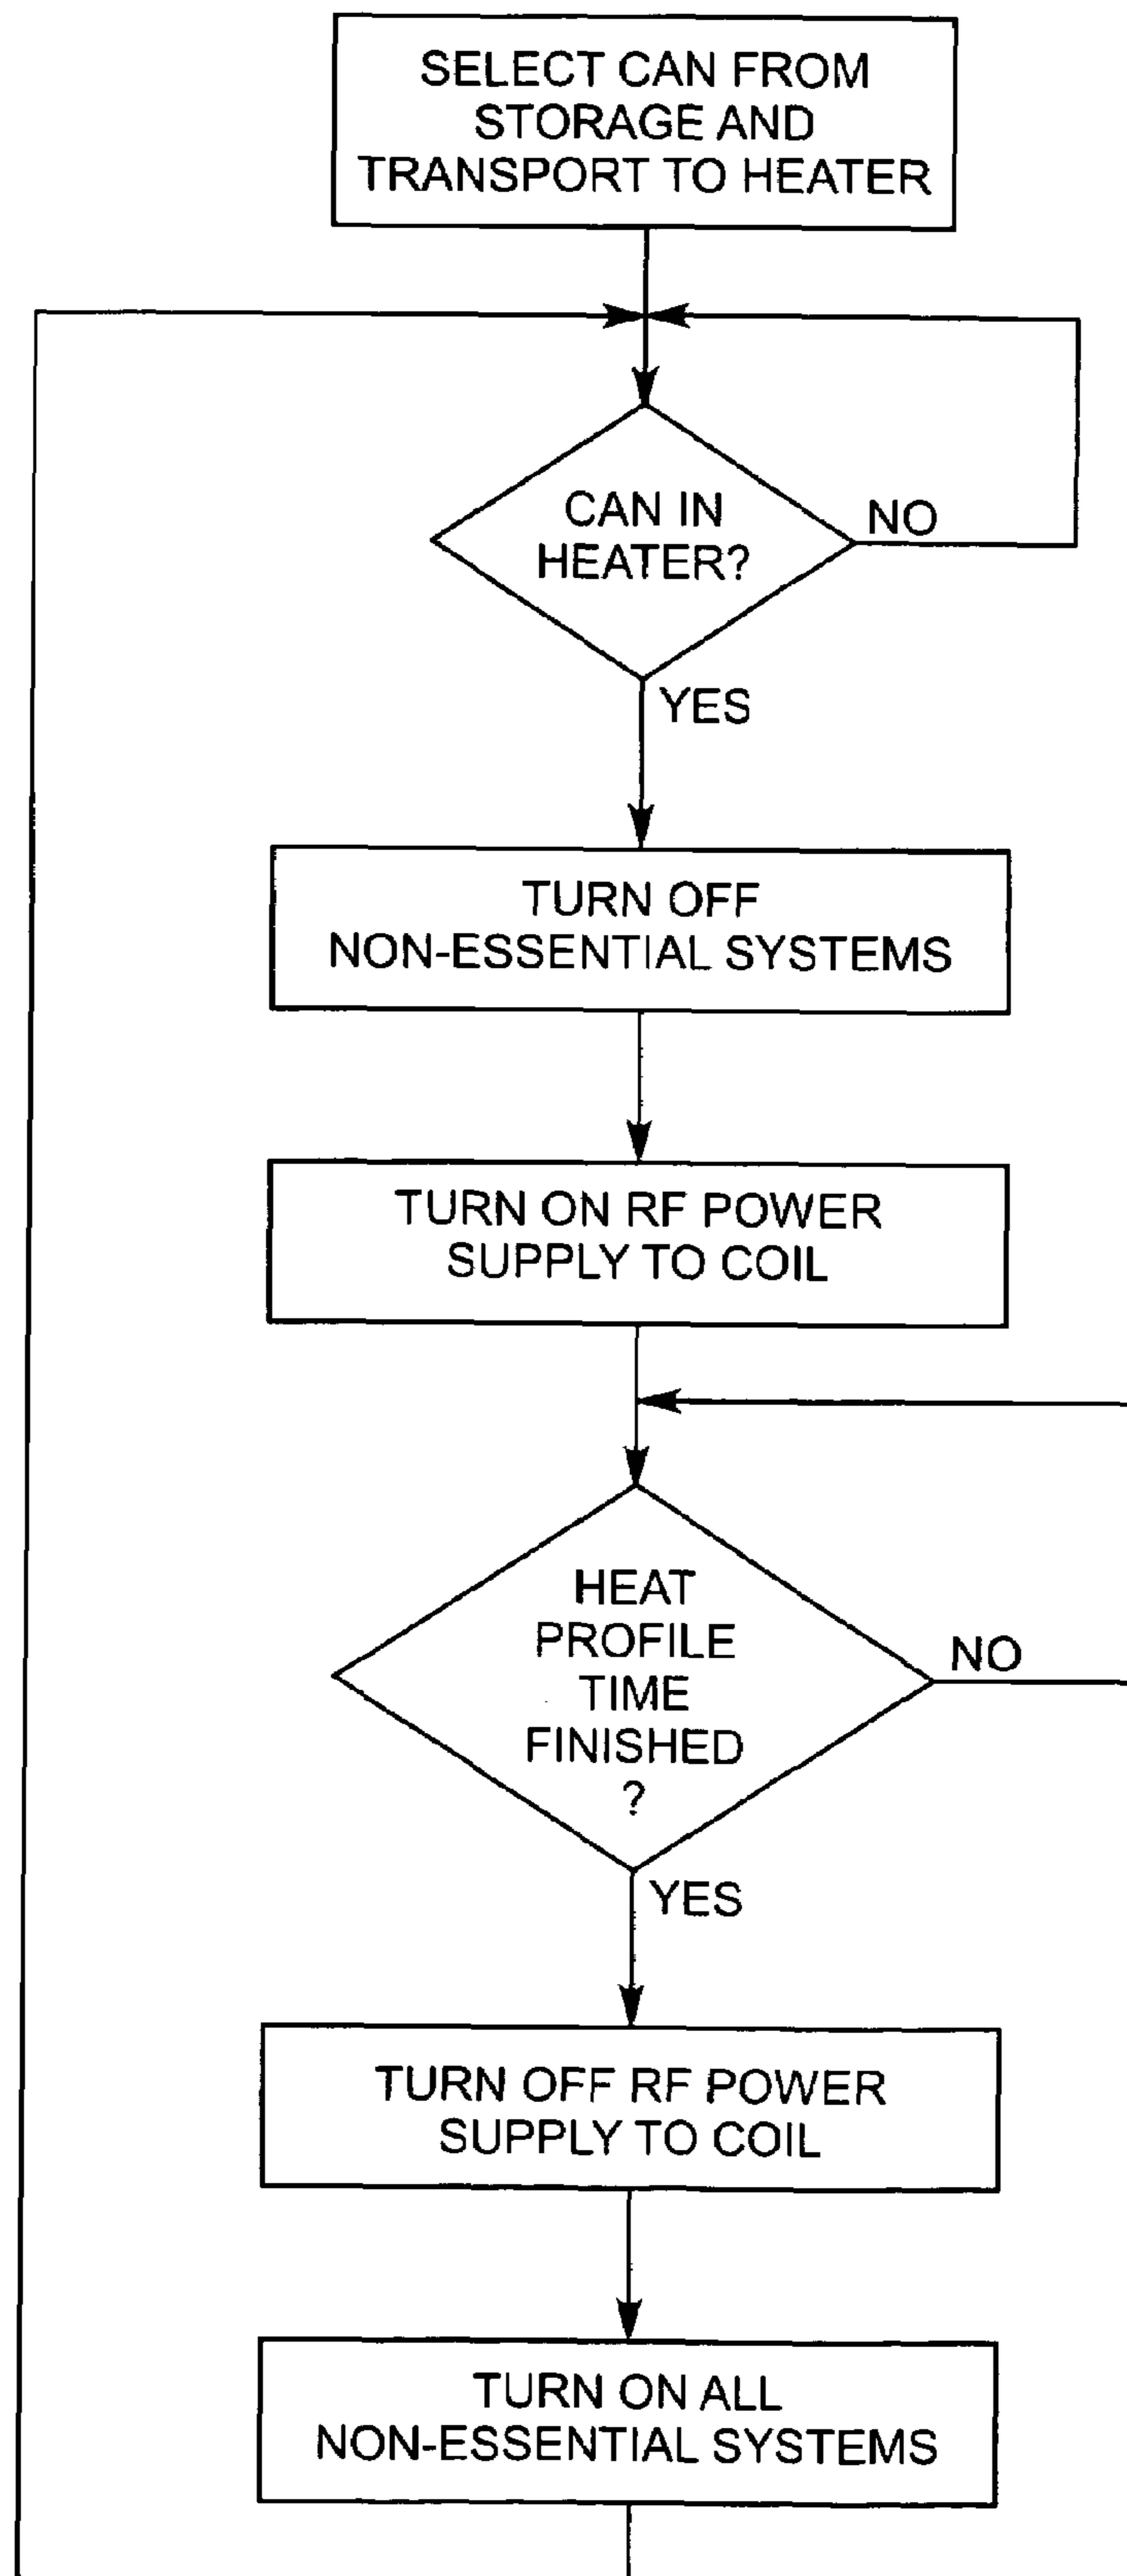 SELECT CAN FROM
STORAGE AND
TRANSPORT TO HEATER
CAN IN
HEATER?
NO
YES
TURN OFF
NON-ESSENTIAL SYSTEMS
TURN ON RF POWER
SUPPLY TO COIL
HEAT
PROFILE
TIME
FINISHED
?
NO
YES
TURN OFF RF POWER
SUPPLY TO COIL
TURN ON ALL
NON-ESSENTIAL SYSTEMS